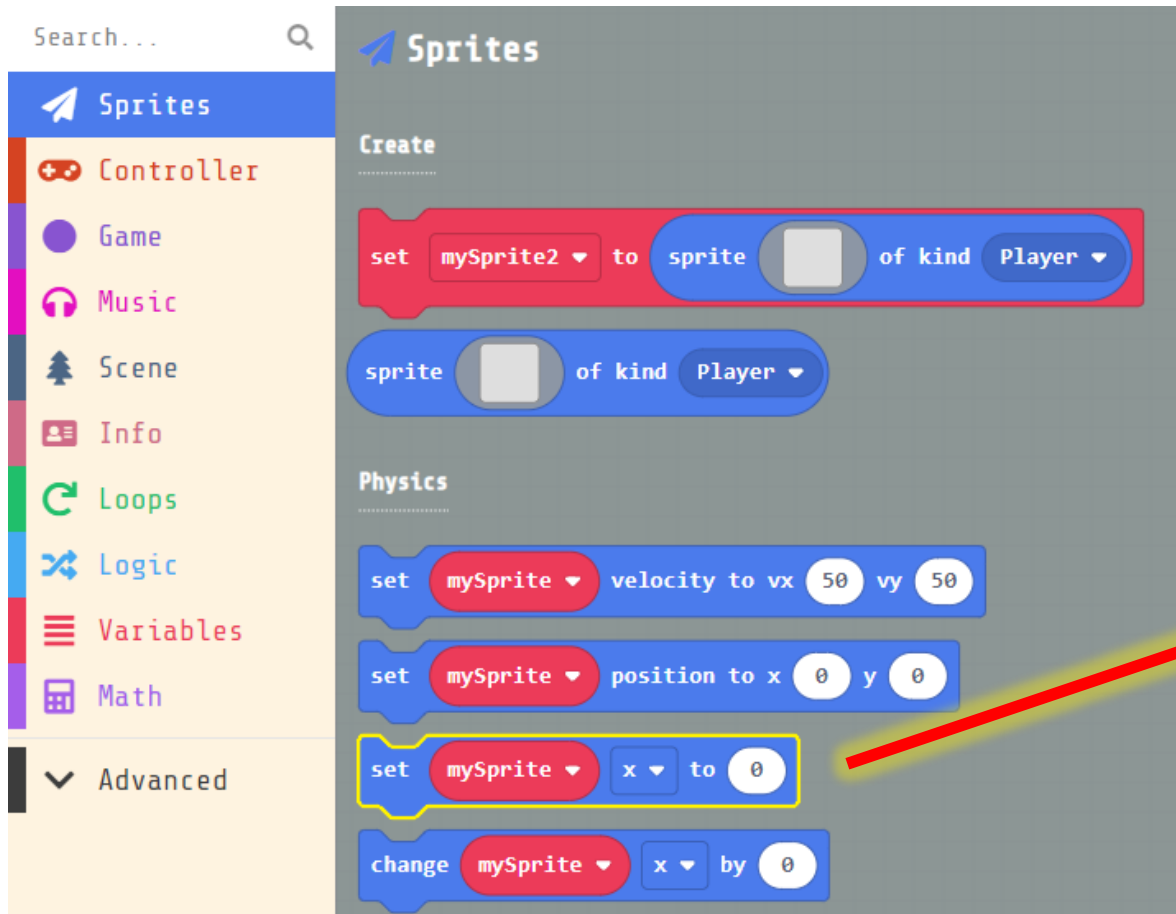 Search...
Sprites
Controller
Game
Music
Scene
Info
Loops
Logic
Variables
Math
Advanced
Sprites
Create
set mySprite2 to sprite of kind Player
sprite of kind Player
Physics
set mySprite velocity to vx 50 vy 50
set mySprite position to x 0 y 0
set mySprite x to 0
change mySprite x by 0